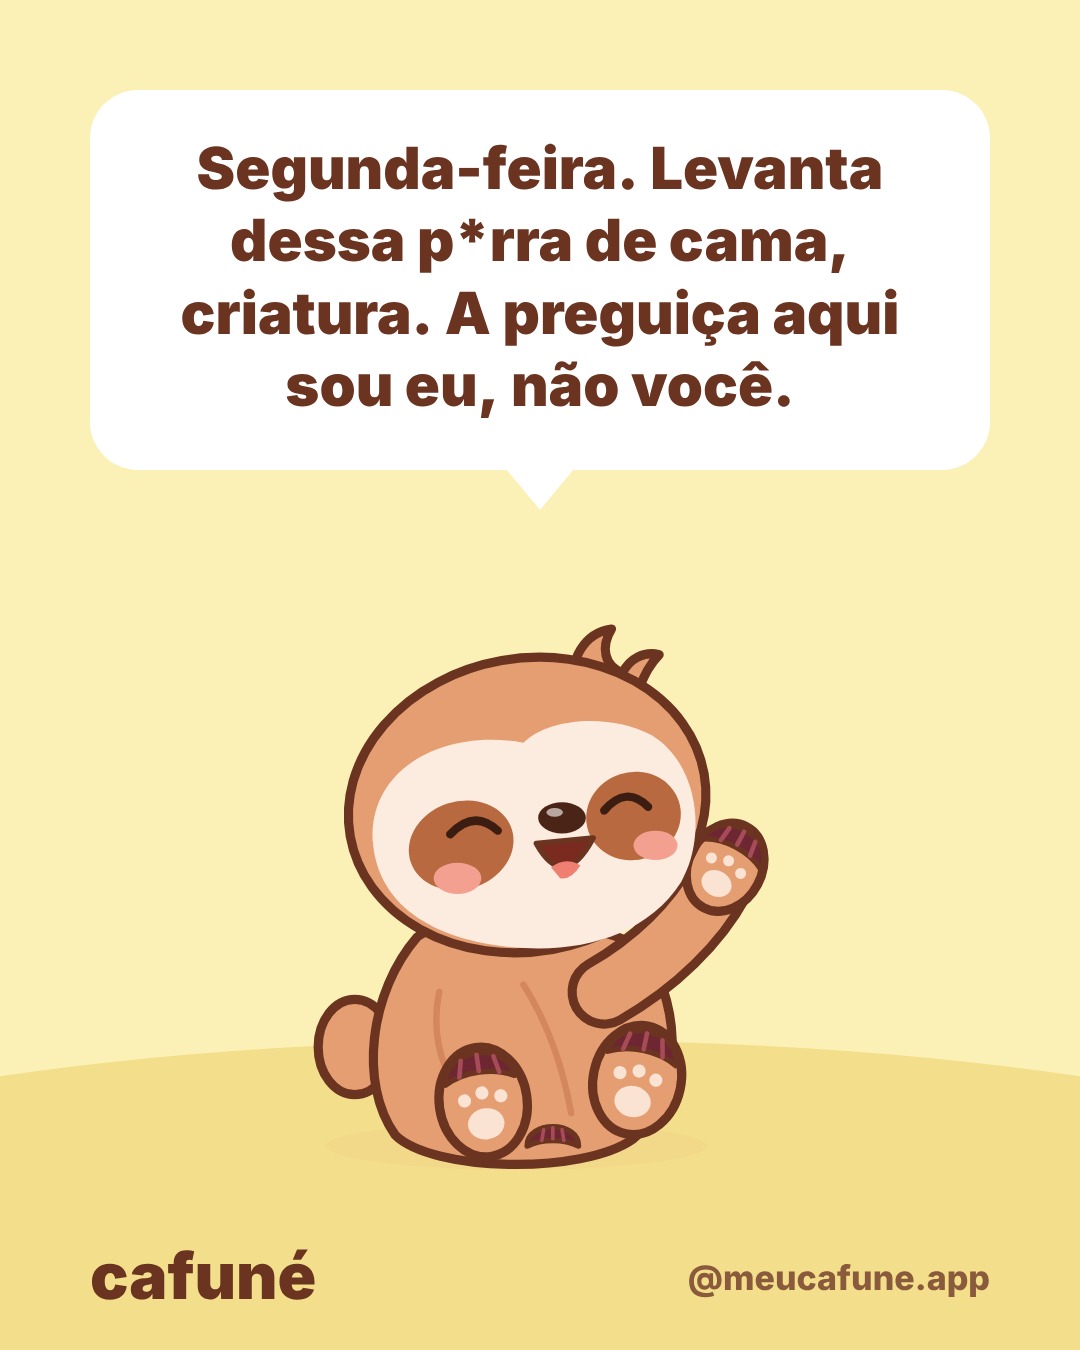 Segunda-feira. Levanta
dessa p*rra de cama,
criatura. A preguiça aqui
sou eu, não você.
cafuné
@meucafune.app